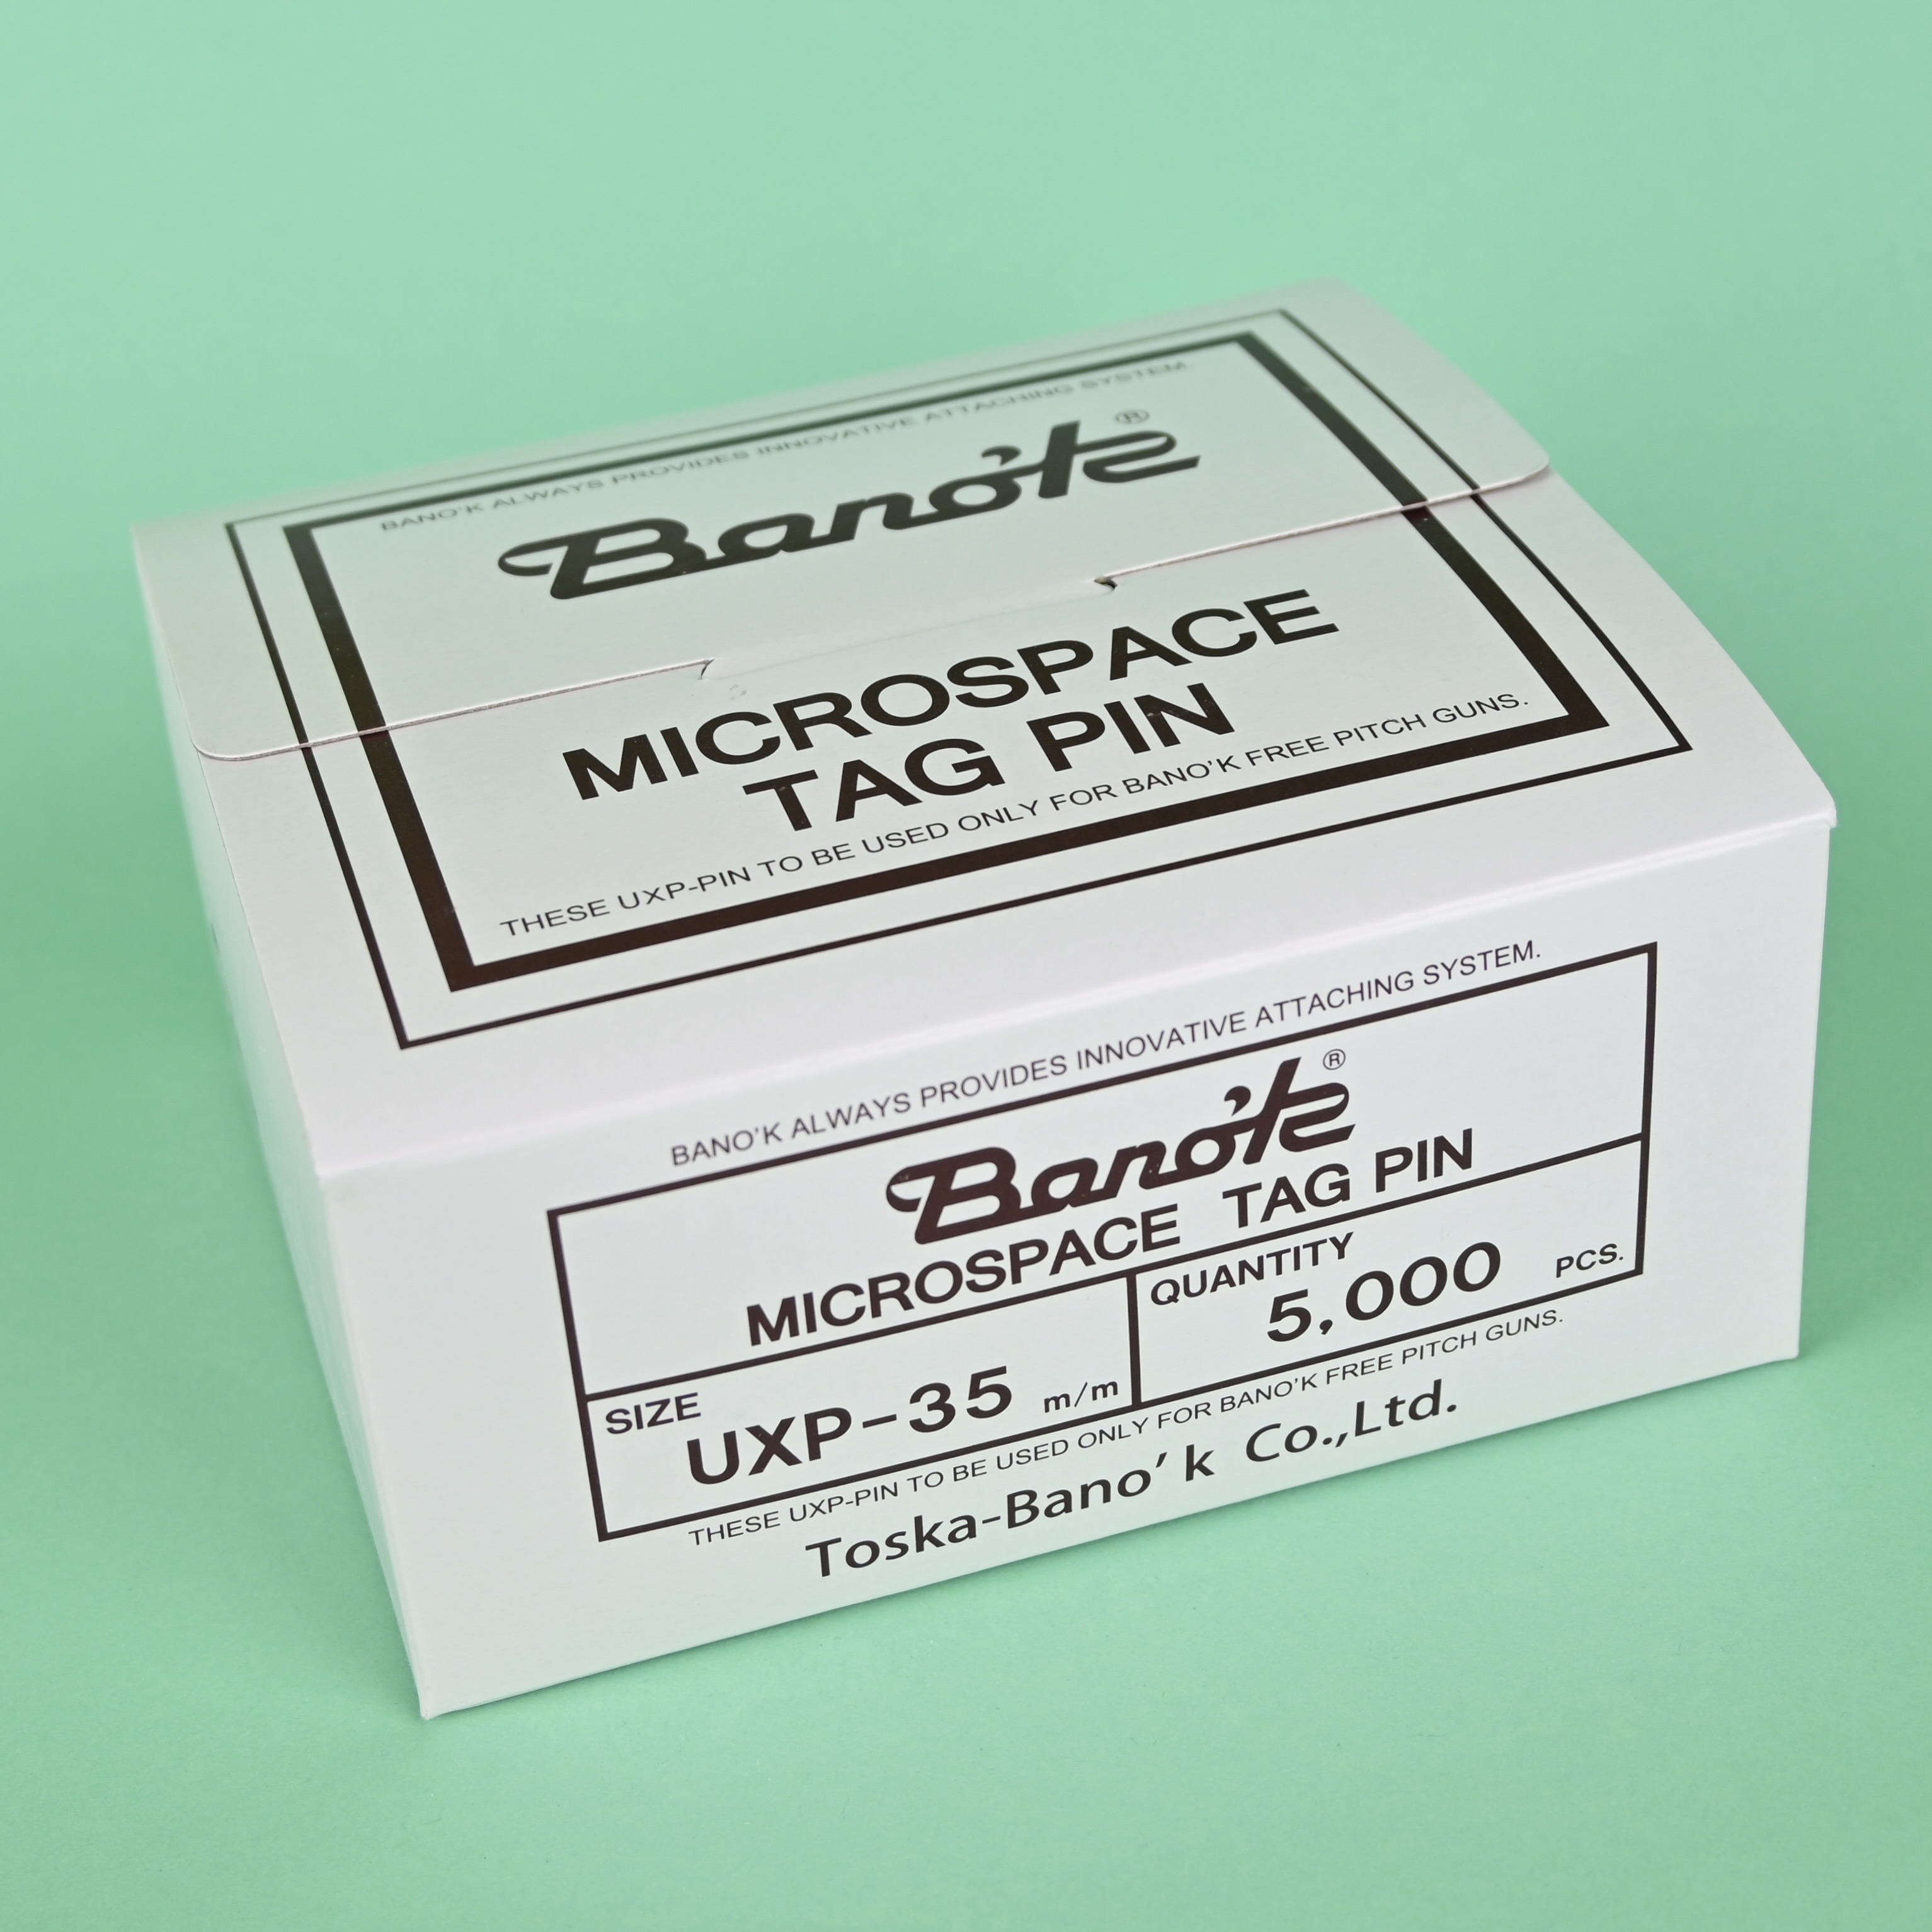 BANO'K ALWAYS PROVIDES INNOVATIVE ATTACHING SYSTEM.
Bano'k ®
MICROSPACE
TAG PIN
THESE UXP-PIN TO BE USED ONLY FOR BANO'K FREE PITCH GUNS.
BANO'K ALWAYS PROVIDES INNOVATIVE ATTACHING SYSTEM.
Bano'k ®
MICROSPACE TAG PIN
SIZE
UXP-35 m/m
QUANTITY
5,000 PCS.
THESE UXP-PIN TO BE USED ONLY FOR BANO'K FREE PITCH GUNS.
Toska-Bano'k Co.,Ltd.